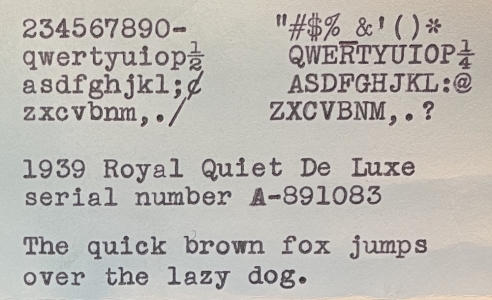 234567890-    "#$%_&'()*
qwertyuiop½    QWERTYUIOP¼
asdfghjkl;¢    ASDFGHJKL:@
zxcvbnm,./    ZXCVBNM,.?
1939 Royal Quiet De Luxe
serial number A-891083
The quick brown fox jumps
over the lazy dog.